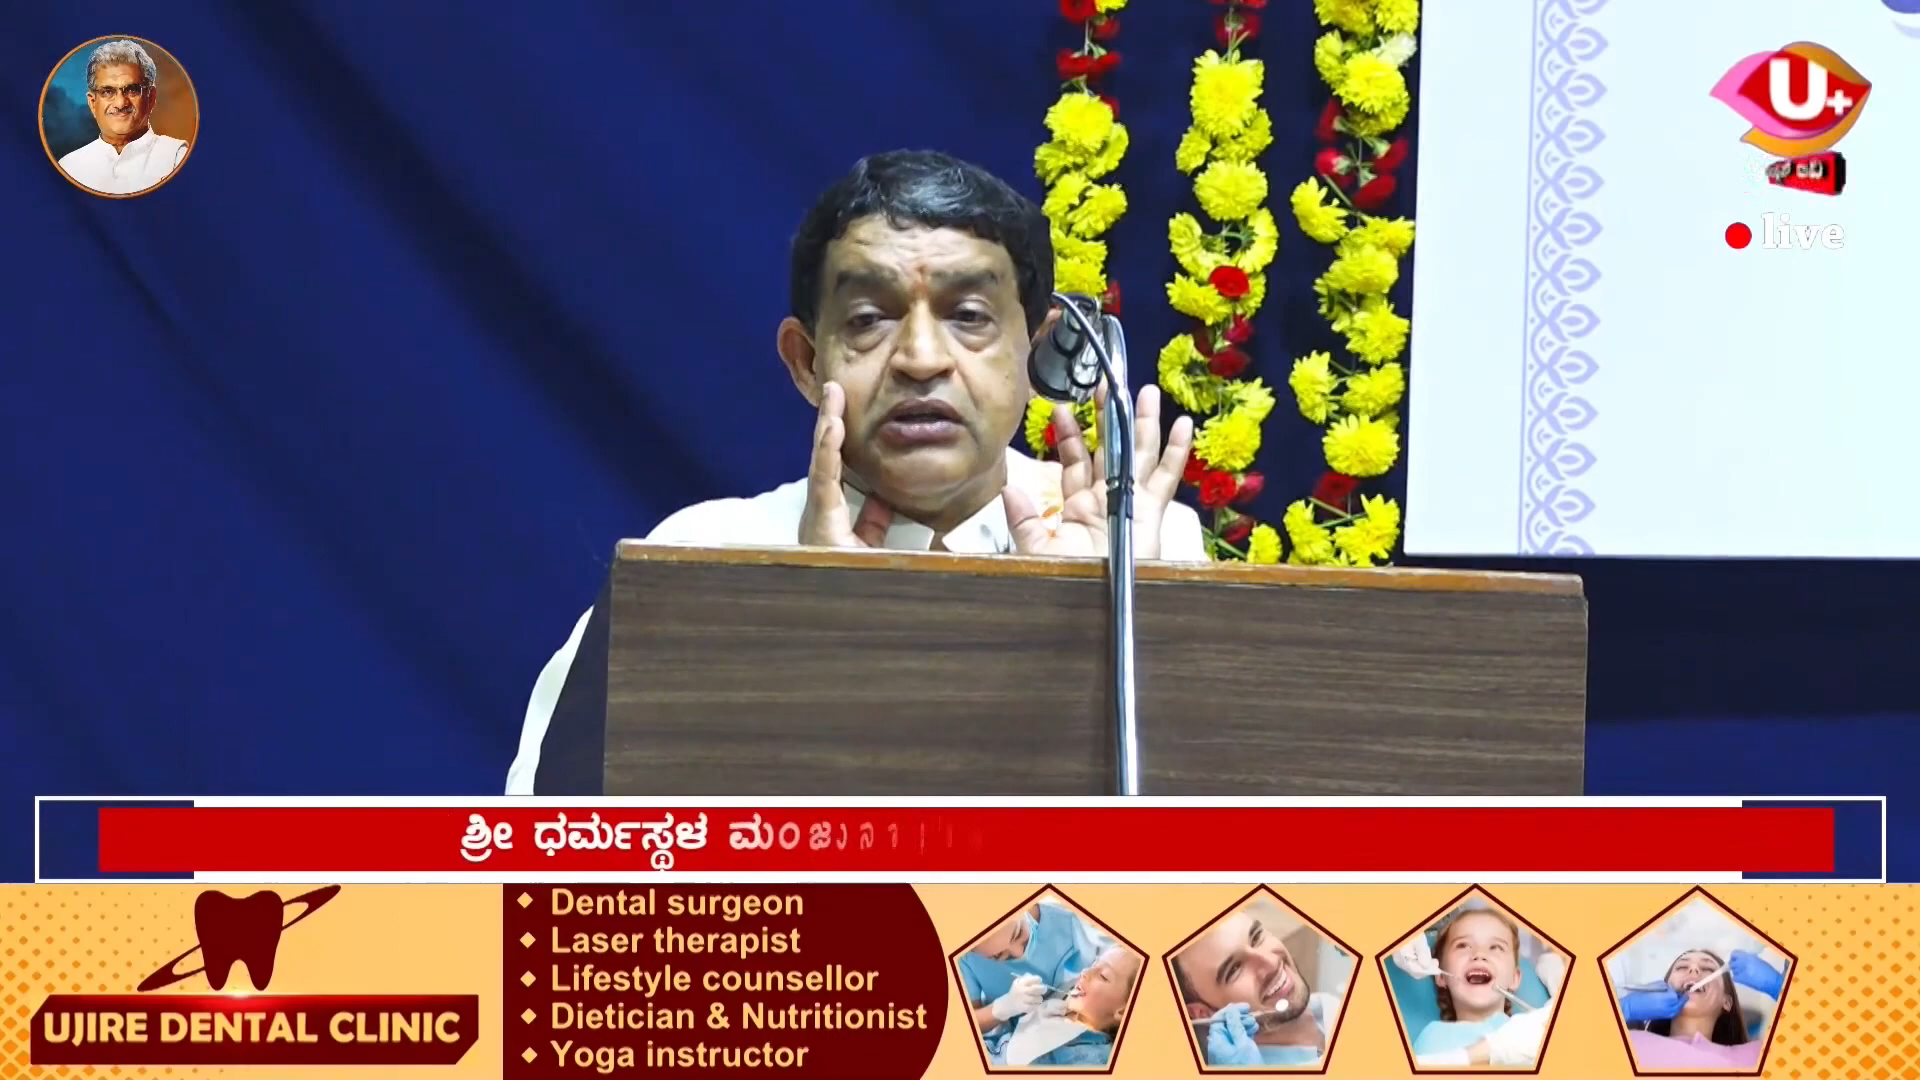 U+
live
ಶ್ರೀ ಧರ್ಮಸ್ಥಳ
UJIRE DENTAL CLINIC
Dental surgeon
Laser therapist
Lifestyle counsellor
Dietician & Nutritionist
Yoga instructor